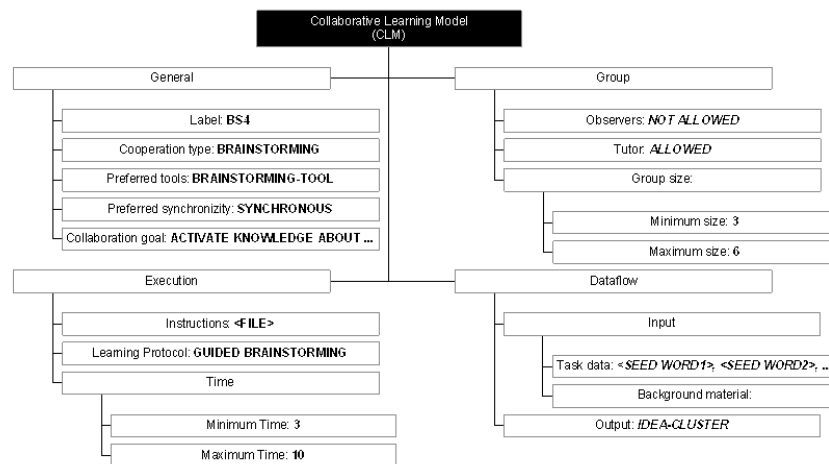 Collaborative Learning Model
(CLM)
General
Label: BS4
Cooperation type: BRAINSTORMING
Preferred tools: BRAINSTORMING-TOOL
Preferred synchronizity: SYNCHRONOUS
Collaboration goal: ACTIVATE KNOWLEDGE ABOUT ...
Group
Observers: NOT ALLOWED
Tutor: ALLOWED
Group size:
Minimum size: 3
Maximum size: 6
Execution
Instructions: <FILE>
Learning Protocol: GUIDED BRAINSTORMING
Time
Minimum Time: 3
Maximum Time: 10
Dataflow
Input
Task data: <SEED WORD1>, <SEED WORD2>, ...
Background material:
Output: IDEA-CLUSTER